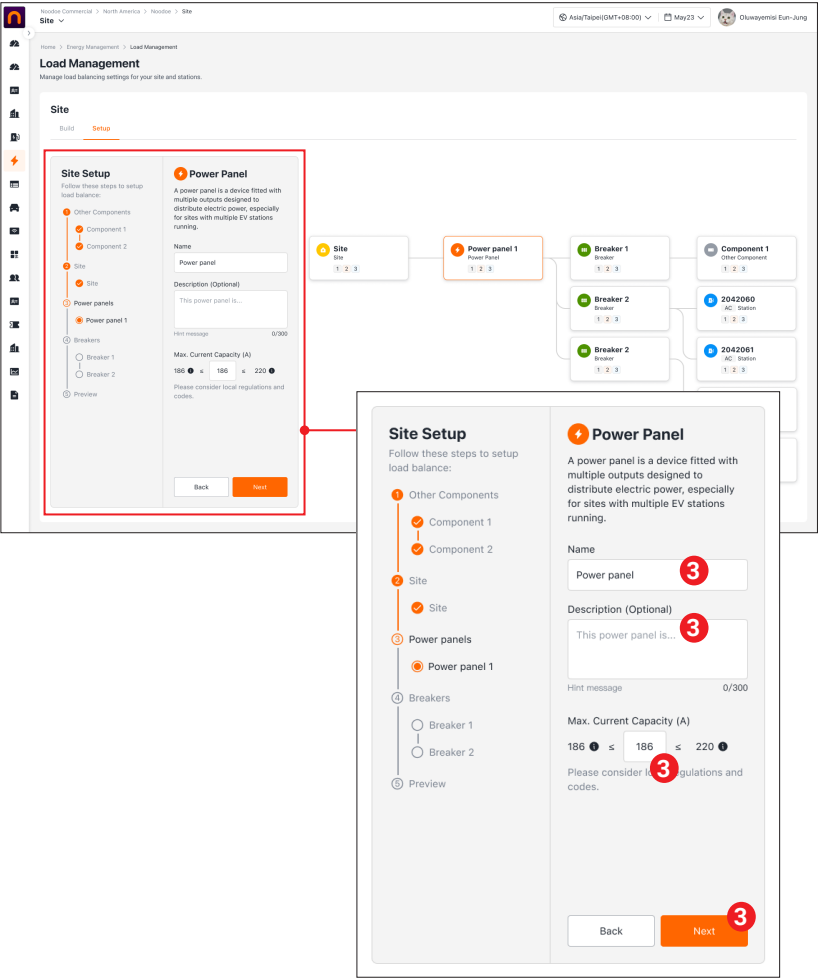 Noodoe Commercial > North America > Noodoe > Site
Site
Asia/Taipei(GMT+08:00)
May23
Oluwayemisi Eun-Jung
Home > Energy Management > Load Management
Load Management
Manage load balancing settings for your site and stations.
Site
Build
Setup
Site Setup
Follow these steps to setup
load balance:
1 Other Components
Component 1
Component 2
2 Site
Site
3 Power panels
Power panel 1
4 Breakers
Breaker 1
Breaker 2
5 Preview
Power Panel
A power panel is a device fitted with
multiple outputs designed to
distribute electric power, especially
for sites with multiple EV stations
running.
Name
Power panel
Description (Optional)
This power panel is...
Hint message 0/300
Max. Current Capacity (A)
186 ≤ 186 ≤ 220
Please consider local regulations and
codes.
Back
Next
Site
Site
1 2 3
Power panel 1
Power Panel
1 2 3
Breaker 1
Breaker
1 2 3
Component 1
Other Component
1 2 3
Breaker 2
Breaker
1 2 3
2042060
AC Station
1 2 3
Breaker 2
Breaker
1 2 3
2042061
AC Station
1 2 3
Site Setup
Follow these steps to setup
load balance:
1 Other Components
Component 1
Component 2
2 Site
Site
3 Power panels
Power panel 1
4 Breakers
Breaker 1
Breaker 2
5 Preview
Power Panel
A power panel is a device fitted with
multiple outputs designed to
distribute electric power, especially
for sites with multiple EV stations
running.
Name
Power panel
3
Description (Optional)
This power panel is...
3
Hint message 0/300
Max. Current Capacity (A)
186 ≤ 186 ≤ 220
3
Please consider lo gulations and
codes.
Back
Next
3